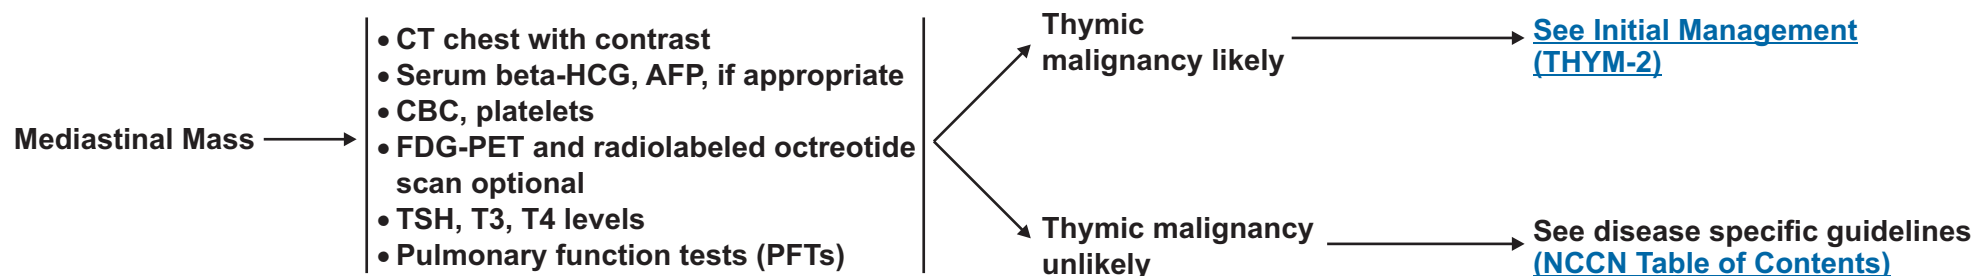 Mediastinal Mass
• CT chest with contrast
• Serum beta-HCG, AFP, if appropriate
• CBC, platelets
• FDG-PET and radiolabeled octreotide
scan optional
• TSH, T3, T4 levels
• Pulmonary function tests (PFTs)
Thymic
malignancy likely
See Initial Management
(THYM-2)
Thymic malignancy
unlikely
See disease specific guidelines
(NCCN Table of Contents)